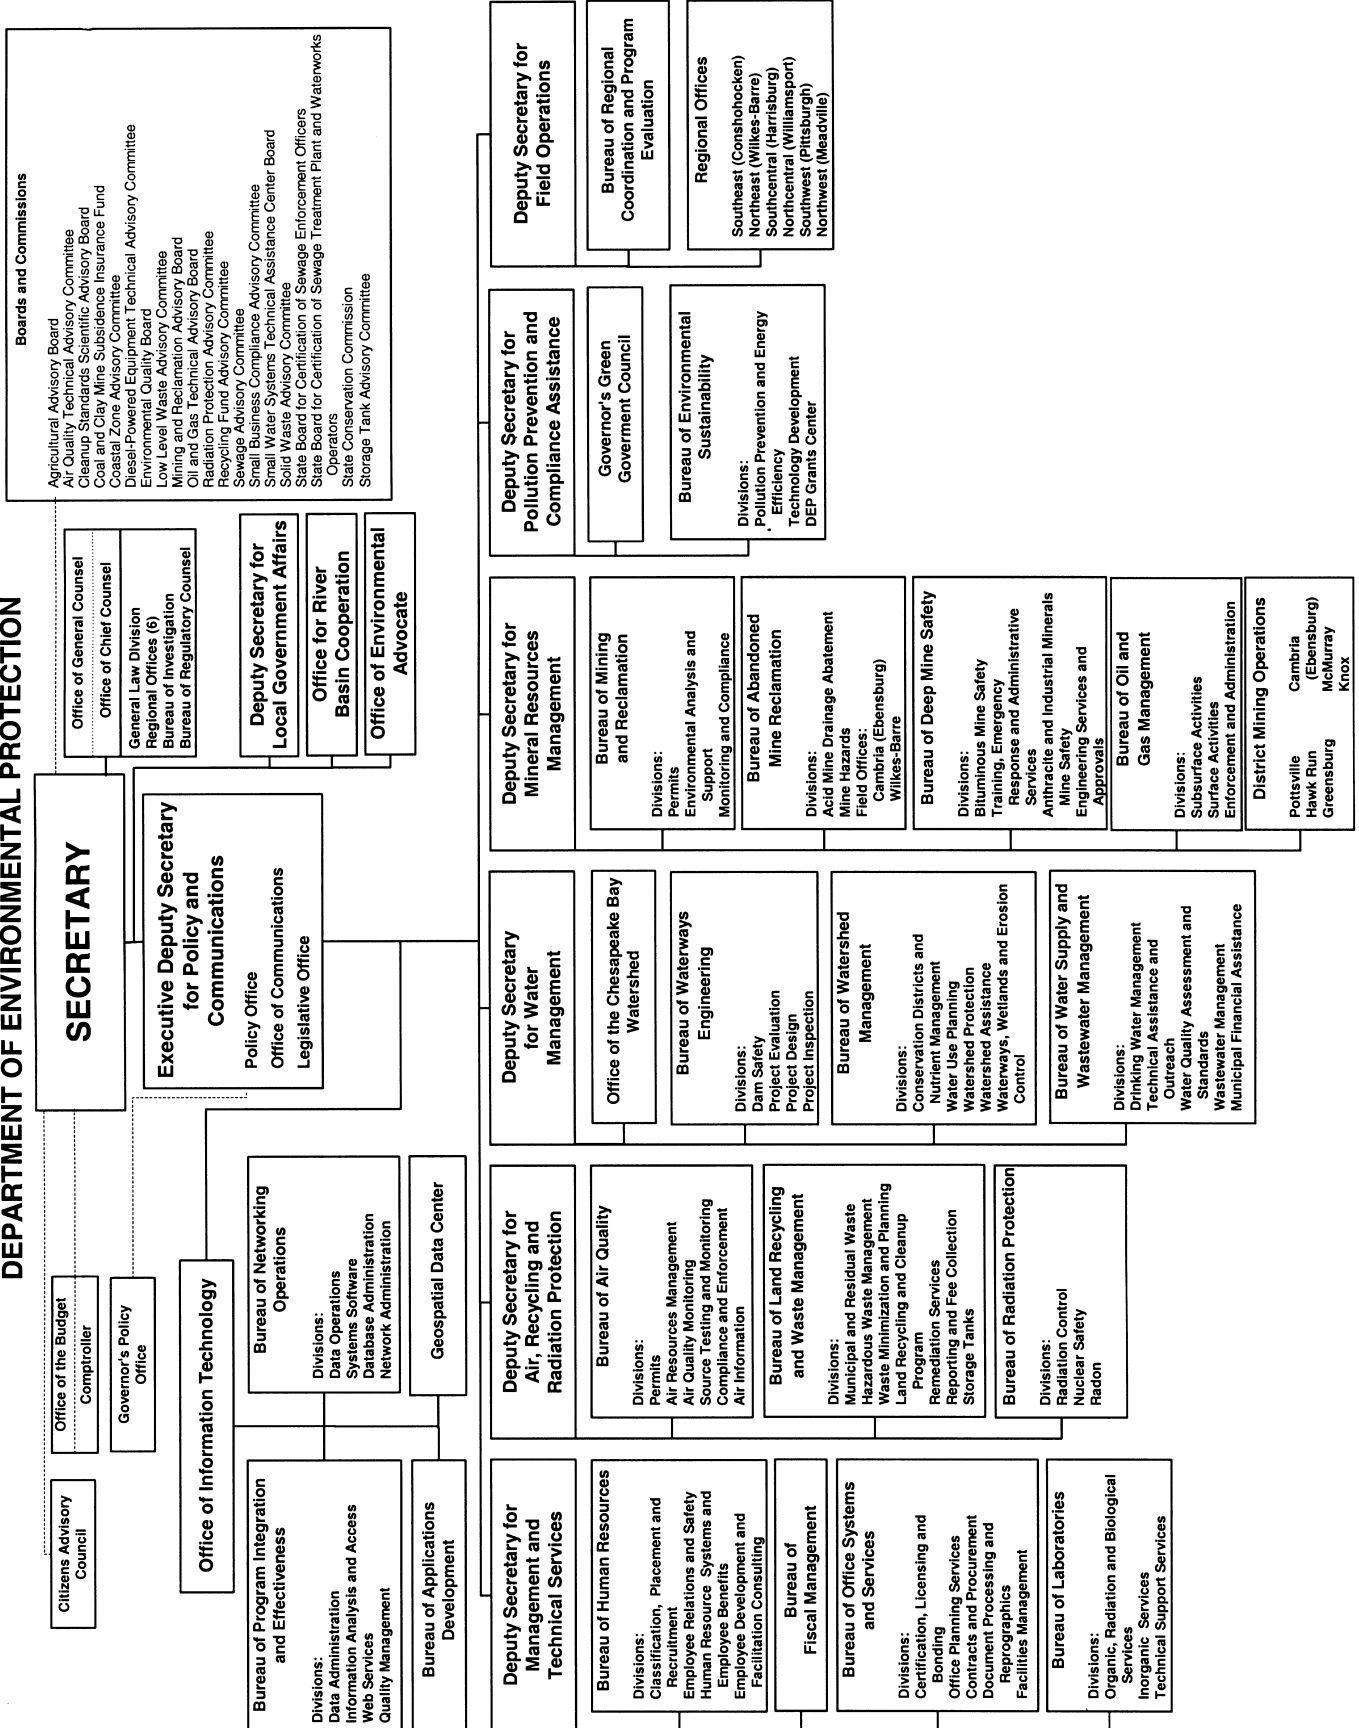 DEPARTMENT OF ENVIRONMENTAL PROTECTION
Citizens Advisory
Council
Office of the Budget
Comptroller
Governor's Policy
Office
SECRETARY
Office of General Counsel
Office of Chief Counsel
General Law Division
Regional Offices (6)
Bureau of Investigation
Bureau of Regulatory Counsel
Boards and Commissions
Agricultural Advisory Board
Air Quality Technical Advisory Committee
Cleanup Standards Scientific Advisory Board
Coal and Clay Mine Subsidence Insurance Fund
Coastal Zone Advisory Committee
Diesel-Powered Equipment Technical Advisory Committee
Environmental Quality Board
Low Level Waste Advisory Committee
Mining and Reclamation Advisory Board
Oil and Gas Technical Advisory Board
Radiation Protection Advisory Committee
Recycling Fund Advisory Committee
Sewage Advisory Committee
Small Business Compliance Advisory Committee
Small Water Systems Technical Assistance Center Board
Solid Waste Advisory Committee
State Board for Certification of Sewage Enforcement Officers
State Board for Certification of Sewage Treatment Plant and Waterworks
Operators
State Conservation Commission
Storage Tank Advisory Committee
Executive Deputy Secretary
for Policy and
Communications
Policy Office
Office of Communications
Legislative Office
Deputy Secretary for
Local Government Affairs
Office for River
Basin Cooperation
Office of Environmental
Advocate
Office of Information Technology
Bureau of Program Integration
and Effectiveness
Divisions:
Data Administration
Information Analysis and Access
Web Services
Quality Management
Bureau of Networking
Operations
Divisions:
Data Operations
Systems Software
Database Administration
Network Administration
Bureau of Applications
Development
Geospatial Data Center
Deputy Secretary for
Management and
Technical Services
Bureau of Human Resources
Divisions:
Classification, Placement and
Recruitment
Employee Relations and Safety
Human Resource Systems and
Employee Benefits
Employee Development and
Facilitation Consulting
Bureau of
Fiscal Management
Bureau of Office Systems
and Services
Divisions:
Certification, Licensing and
Bonding
Office Planning Services
Contracts and Procurement
Document Processing and
Reprographics
Facilities Management
Bureau of Laboratories
Divisions:
Organic, Radiation and Biological
Services
Inorganic Services
Technical Support Services
Deputy Secretary for
Air, Recycling and
Radiation Protection
Bureau of Air Quality
Divisions:
Permits
Air Resources Management
Air Quality Monitoring
Source Testing and Monitoring
Compliance and Enforcement
Air Information
Bureau of Land Recycling
and Waste Management
Divisions:
Municipal and Residual Waste
Hazardous Waste Management
Waste Minimization and Planning
Land Recycling and Cleanup
Program
Remediation Services
Reporting and Fee Collection
Storage Tanks
Bureau of Radiation Protection
Divisions:
Radiation Control
Nuclear Safety
Radon
Deputy Secretary
for Water
Management
Office of the Chesapeake Bay
Watershed
Bureau of Waterways
Engineering
Divisions:
Dam Safety
Project Evaluation
Project Design
Project Inspection
Bureau of Watershed
Management
Divisions:
Conservation Districts and
Nutrient Management
Water Use Planning
Watershed Protection
Watershed Assistance
Waterways, Wetlands and Erosion
Control
Bureau of Water Supply and
Wastewater Management
Divisions:
Drinking Water Management
Technical Assistance and
Outreach
Water Quality Assessment and
Standards
Wastewater Management
Municipal Financial Assistance
Deputy Secretary for
Mineral Resources
Management
Bureau of Mining
and Reclamation
Divisions:
Permits
Environmental Analysis and
Support
Monitoring and Compliance
Bureau of Abandoned
Mine Reclamation
Divisions:
Acid Mine Drainage Abatement
Mine Hazards
Field Offices:
Cambria (Ebensburg)
Wilkes-Barre
Bureau of Deep Mine Safety
Divisions:
Bituminous Mine Safety
Training, Emergency
Response and Administrative
Services
Anthracite and Industrial Minerals
Mine Safety
Engineering Services and
Approvals
Bureau of Oil and
Gas Management
Divisions:
Subsurface Activities
Surface Activities
Enforcement and Administration
District Mining Operations
Pottsville Cambria
Hawk Run (Ebensburg)
Greensburg McMurray
Knox
Deputy Secretary for
Pollution Prevention and
Compliance Assistance
Governor's Green
Goverment Council
Bureau of Environmental
Sustainability
Divisions:
Pollution Prevention and Energy
Efficiency
Technology Development
DEP Grants Center
Deputy Secretary for
Field Operations
Bureau of Regional
Coordination and Program
Evaluation
Regional Offices
Southeast (Conshohocken)
Northeast (Wilkes-Barre)
Southcentral (Harrisburg)
Northcentral (Williamsport)
Southwest (Pittsburgh)
Northwest (Meadville)